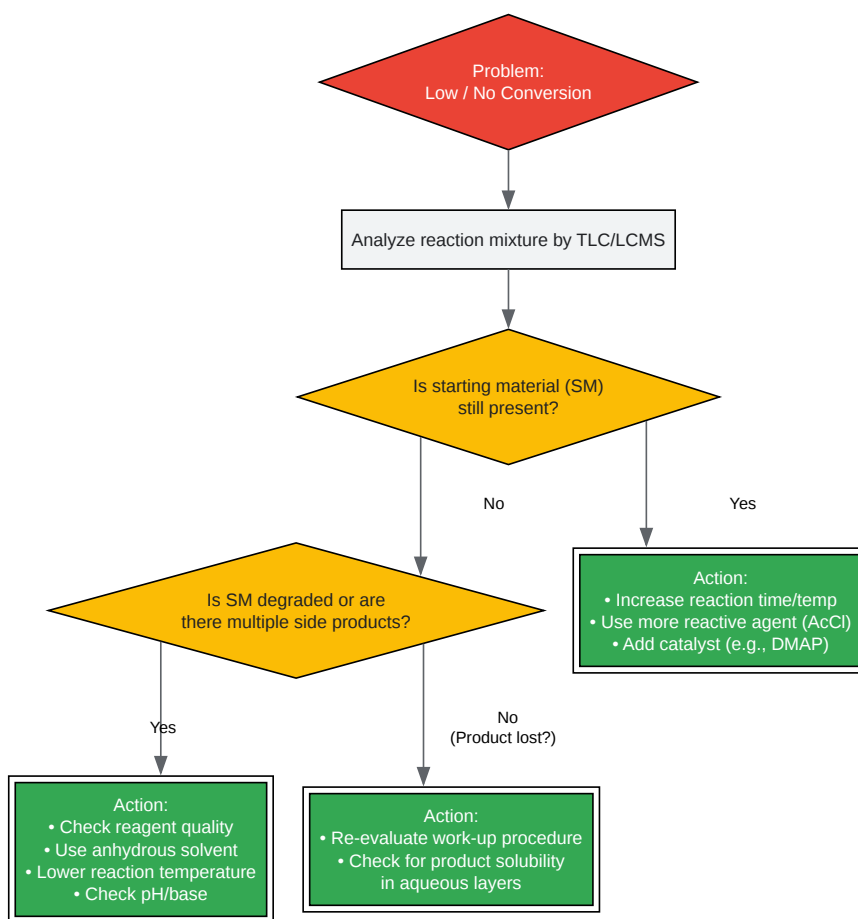 Problem:
Low / No Conversion
Analyze reaction mixture by TLC/LCMS
Is starting material (SM)
still present?
No
Yes
Is SM degraded or are
there multiple side products?
Action:
• Increase reaction time/temp
• Use more reactive agent (AcCl)
• Add catalyst (e.g., DMAP)
Yes
No
(Product lost?)
Action:
• Check reagent quality
• Use anhydrous solvent
• Lower reaction temperature
• Check pH/base
Action:
• Re-evaluate work-up procedure
• Check for product solubility
in aqueous layers